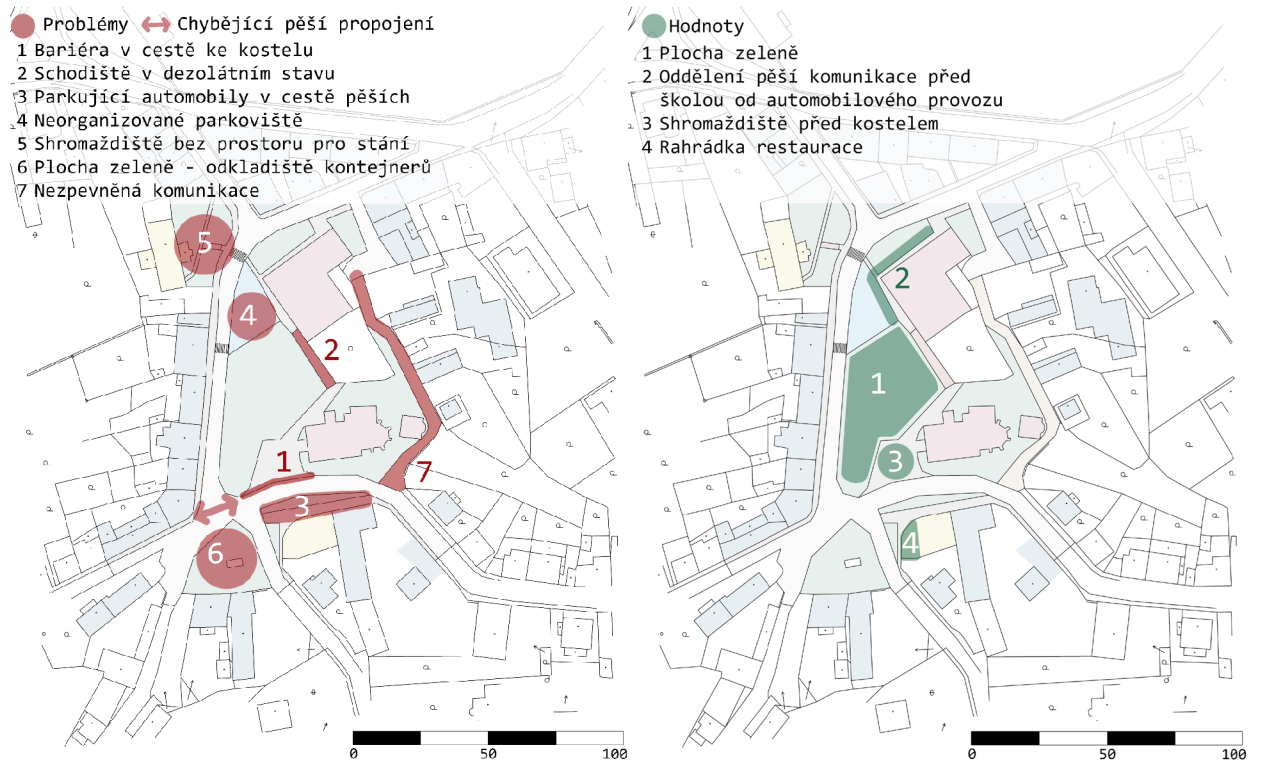 Problémy Chybějící pěší propojení
1 Bariéra v cestě ke kostelu
2 Schodiště v dezolátním stavu
3 Parkující automobily v cestě pěších
4 Neorganizované parkoviště
5 Shromaždiště bez prostoru pro stání
6 Plocha zeleně - odkladiště kontejnerů
7 Nezpevněná komunikace
5
4
2
1
7
3
6
0 50 100
Hodnoty
1 Plocha zeleně
2 Oddělení pěší komunikace před
školou od automobilového provozu
3 Shromaždiště před kostelem
4 Rahrádka restaurace
2
1
3
4
0 50 100